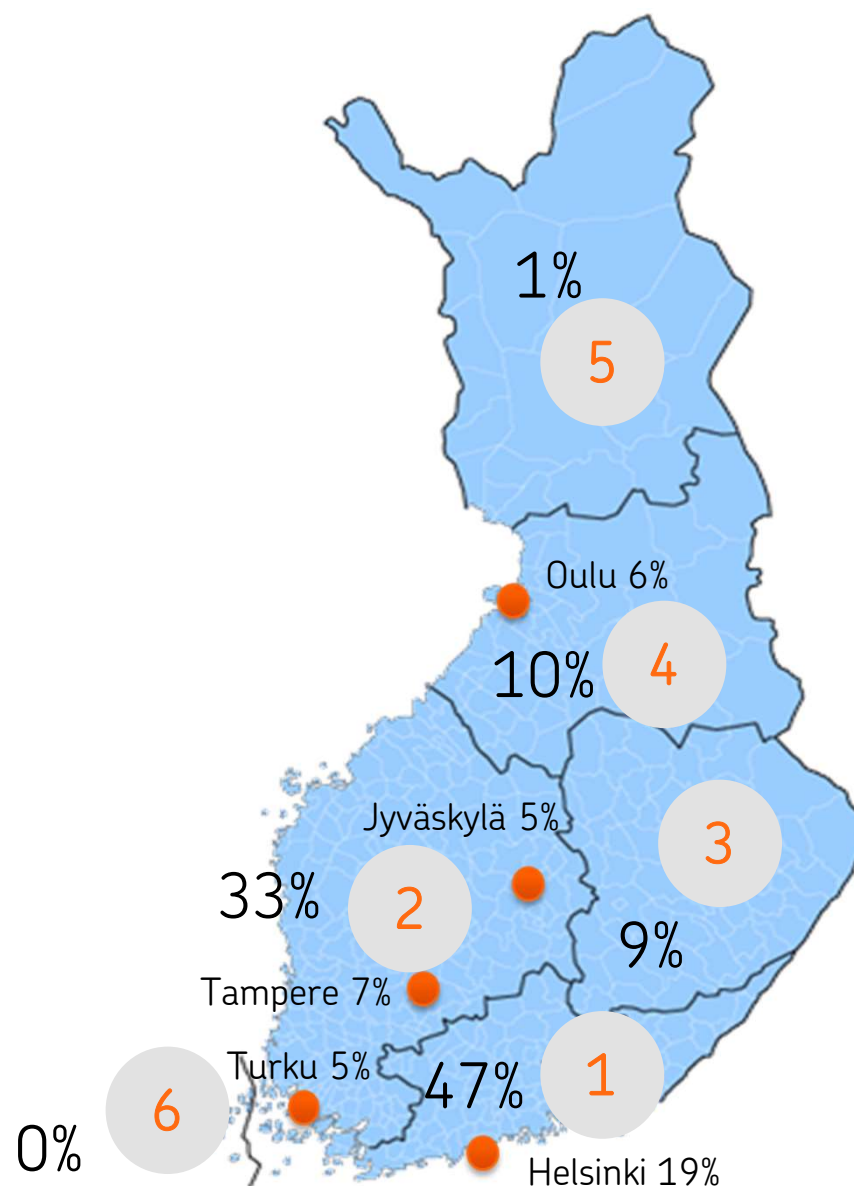 1%
5
Oulu 6%
10%
4
Jyväskylä 5%
3
33%
2
9%
Tampere 7%
Turku 5%
47%
1
6
0%
Helsinki 19%